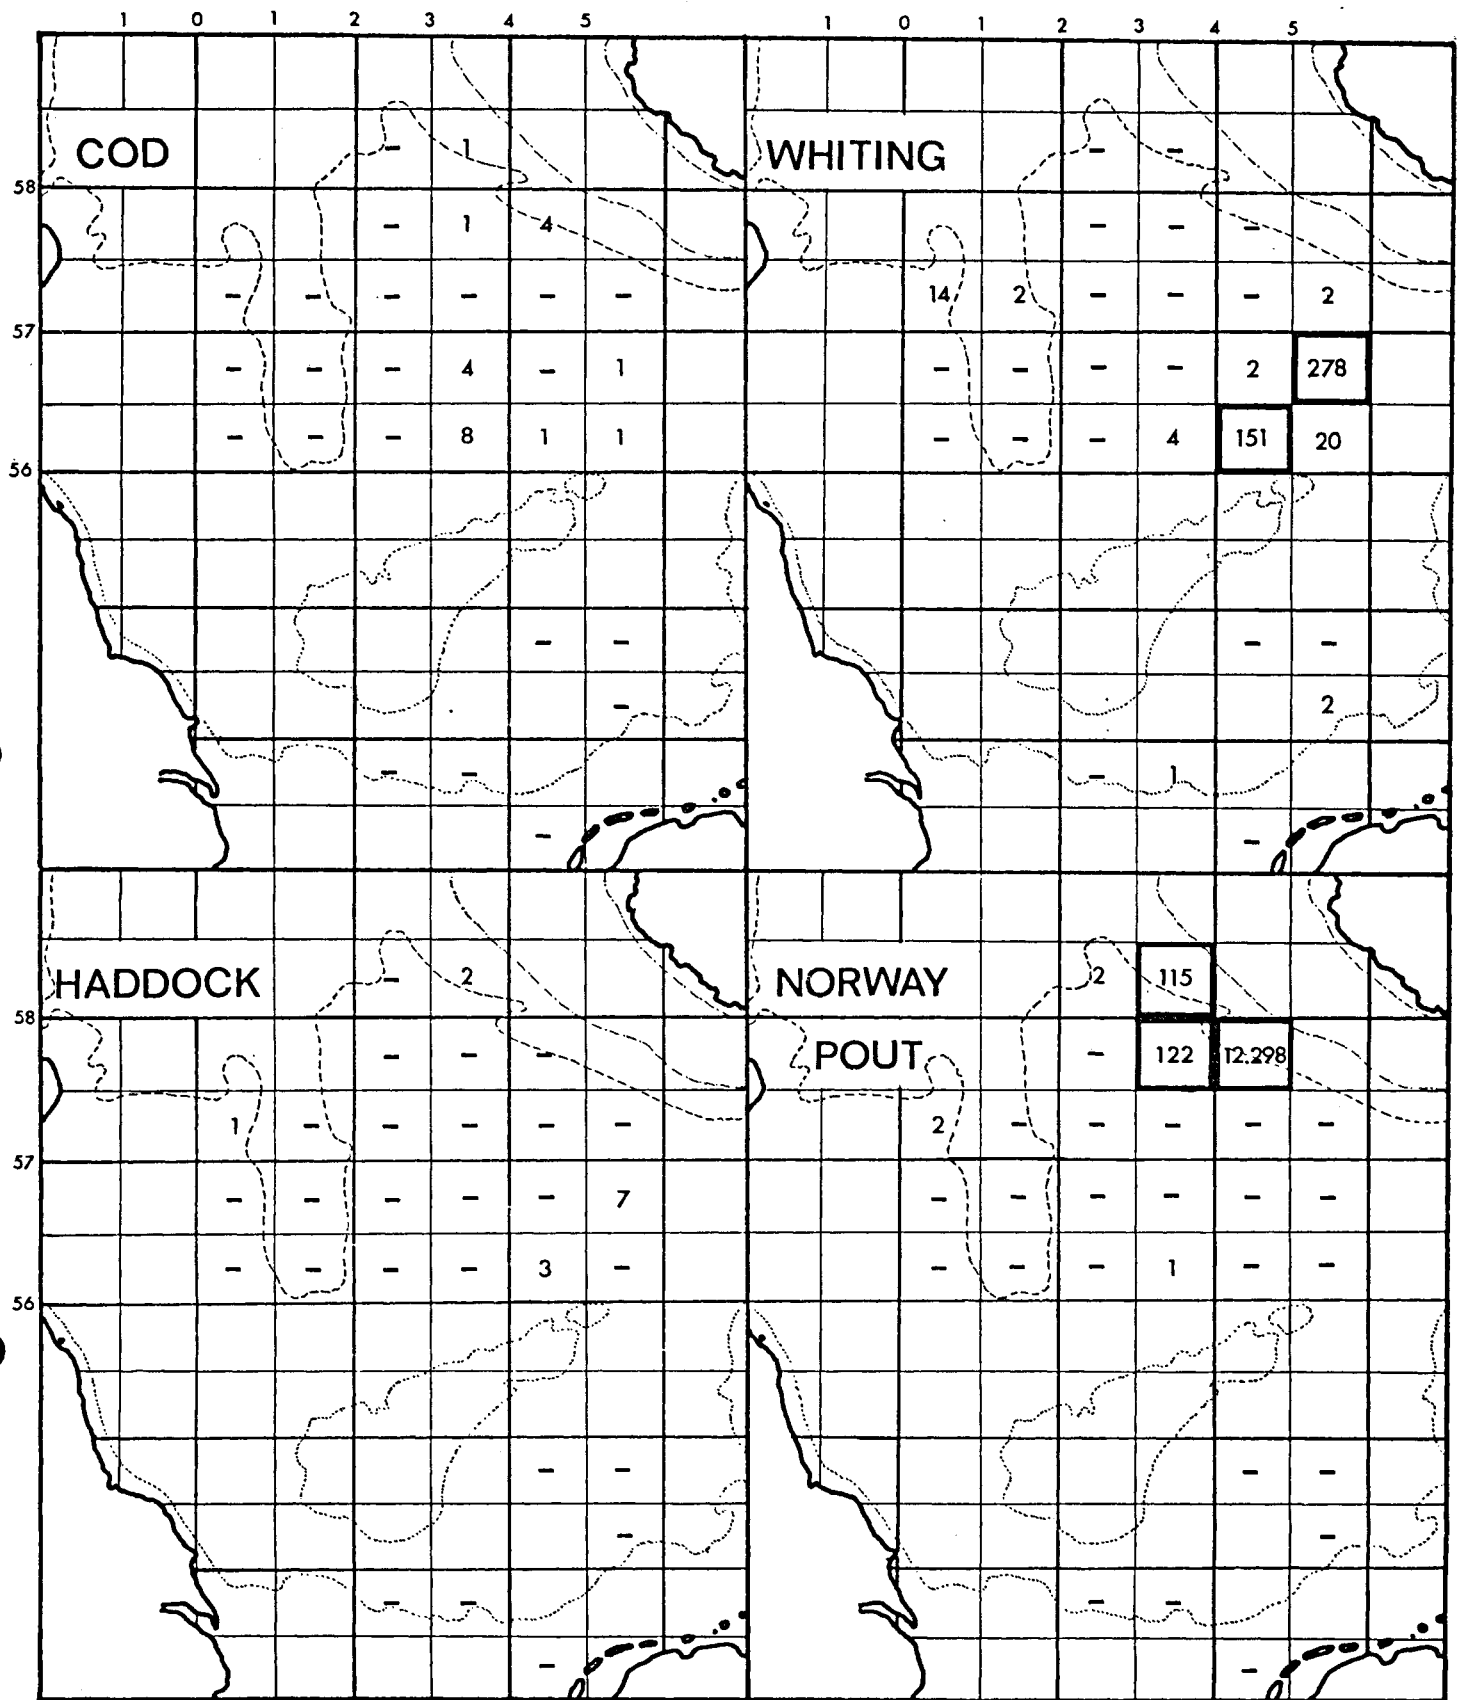 1 0 1 2 3 4 5 1 0 1 2 3 4 5
COD - 1 WHITING - -
58
- 1 4 - - -
- - - - - - 14 2 - - - 2
57
- - - 4 - 1 - - - - 2 278
- - - 8 1 1 - - - 4 151 20
56
- - - -
- 2
- - - 1
- -
HADDOCK - 2 NORWAY 2 115
58
- - - POUT - 122 12.298
1 - - - - - 2 - - - - -
57
- - - - - 7 - - - - - -
- - - - 3 - - - - 1 - -
56
- - - -
- -
- - - -
- -